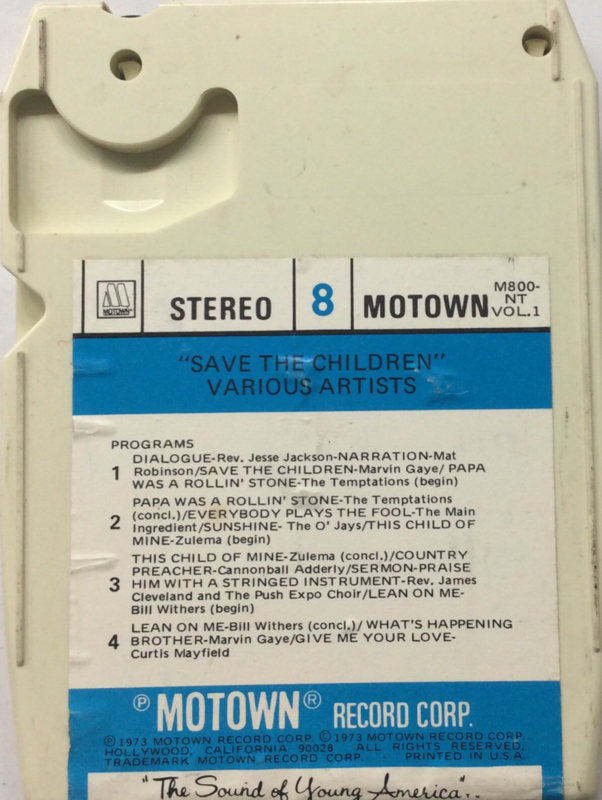 MOTOWN
STEREO
8
MOTOWN
M800-
NT
VOL.1
"SAVE THE CHILDREN"
VARIOUS ARTISTS
PROGRAMS
1 DIALOGUE-Rev. Jesse Jackson-NARRATION-Mat
Robinson/SAVE THE CHILDREN-Marvin Gaye/ PAPA
WAS A ROLLIN' STONE-The Temptations (begin)
2 PAPA WAS A ROLLIN' STONE-The Temptations
(concl.)/EVERYBODY PLAYS THE FOOL-The Main
Ingredient/SUNSHINE- The O' Jays/THIS CHILD OF
MINE-Zulema (begin)
3 THIS CHILD OF MINE-Zulema (concl.)/COUNTRY
PREACHER-Cannonball Adderly/SERMON-PRAISE
HIM WITH A STRINGED INSTRUMENT-Rev. James
Cleveland and The Push Expo Choir/LEAN ON ME-
Bill Withers (begin)
4 LEAN ON ME-Bill Withers (concl.)/ WHAT'S HAPPENING
BROTHER-Marvin Gaye/GIVE ME YOUR LOVE-
Curtis Mayfield
℗ MOTOWN® RECORD CORP.
℗ 1973 MOTOWN RECORD CORP. © 1973 MOTOWN RECORD CORP.
HOLLYWOOD, CALIFORNIA 90028 ALL RIGHTS RESERVED,
TRADEMARK MOTOWN RECORD CORP. · PRINTED IN U.S.A.
"The Sound of Young America"..